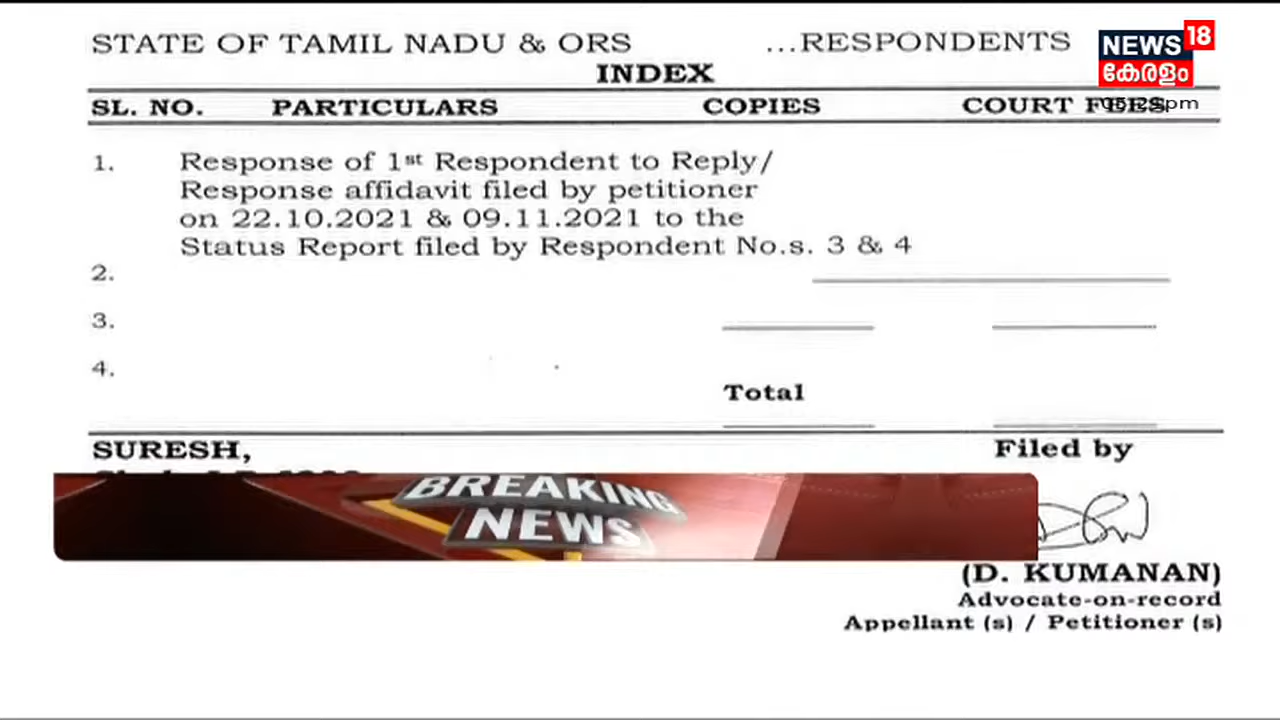 STATE OF TAMIL NADU & ORS ...RESPONDENTS
NEWS 18
കേരളം
INDEX
SL. NO. PARTICULARS COPIES COURT FEES
pm
1. Response of 1st Respondent to Reply/
Response affidavit filed by petitioner
on 22.10.2021 & 09.11.2021 to the
Status Report filed by Respondent No.s. 3 & 4
2.
3.
4.
Total
SURESH,
Filed by
BREAKING
NEWS
(D. KUMANAN)
Advocate-on-record
Appellant (s) / Petitioner (s)